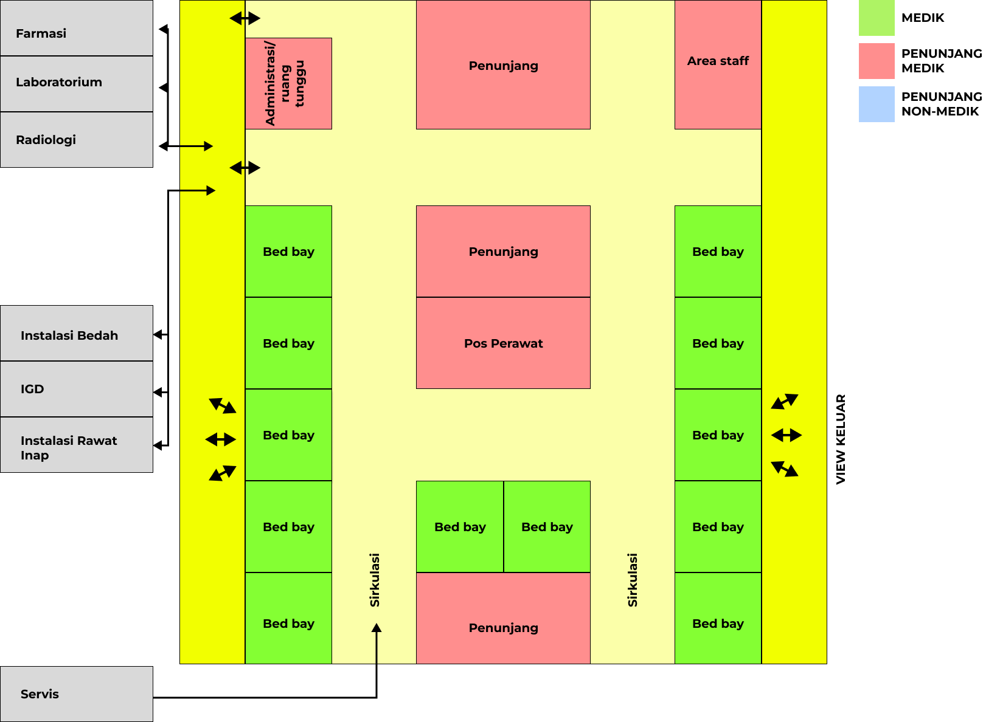 Farmasi
Laboratorium
Radiologi
Administrasi/
ruang
tunggu
Penunjang
Area staff
MEDIK
PENUNJANG
MEDIK
PENUNJANG
NON-MEDIK
Bed bay
Penunjang
Bed bay
Instalasi Bedah
Bed bay
Pos Perawat
Bed bay
IGD
Instalasi Rawat
Inap
Bed bay
Bed bay
VIEW KELUAR
Bed bay
Bed bay
Bed bay
Bed bay
Sirkulasi
Sirkulasi
Bed bay
Penunjang
Bed bay
Servis